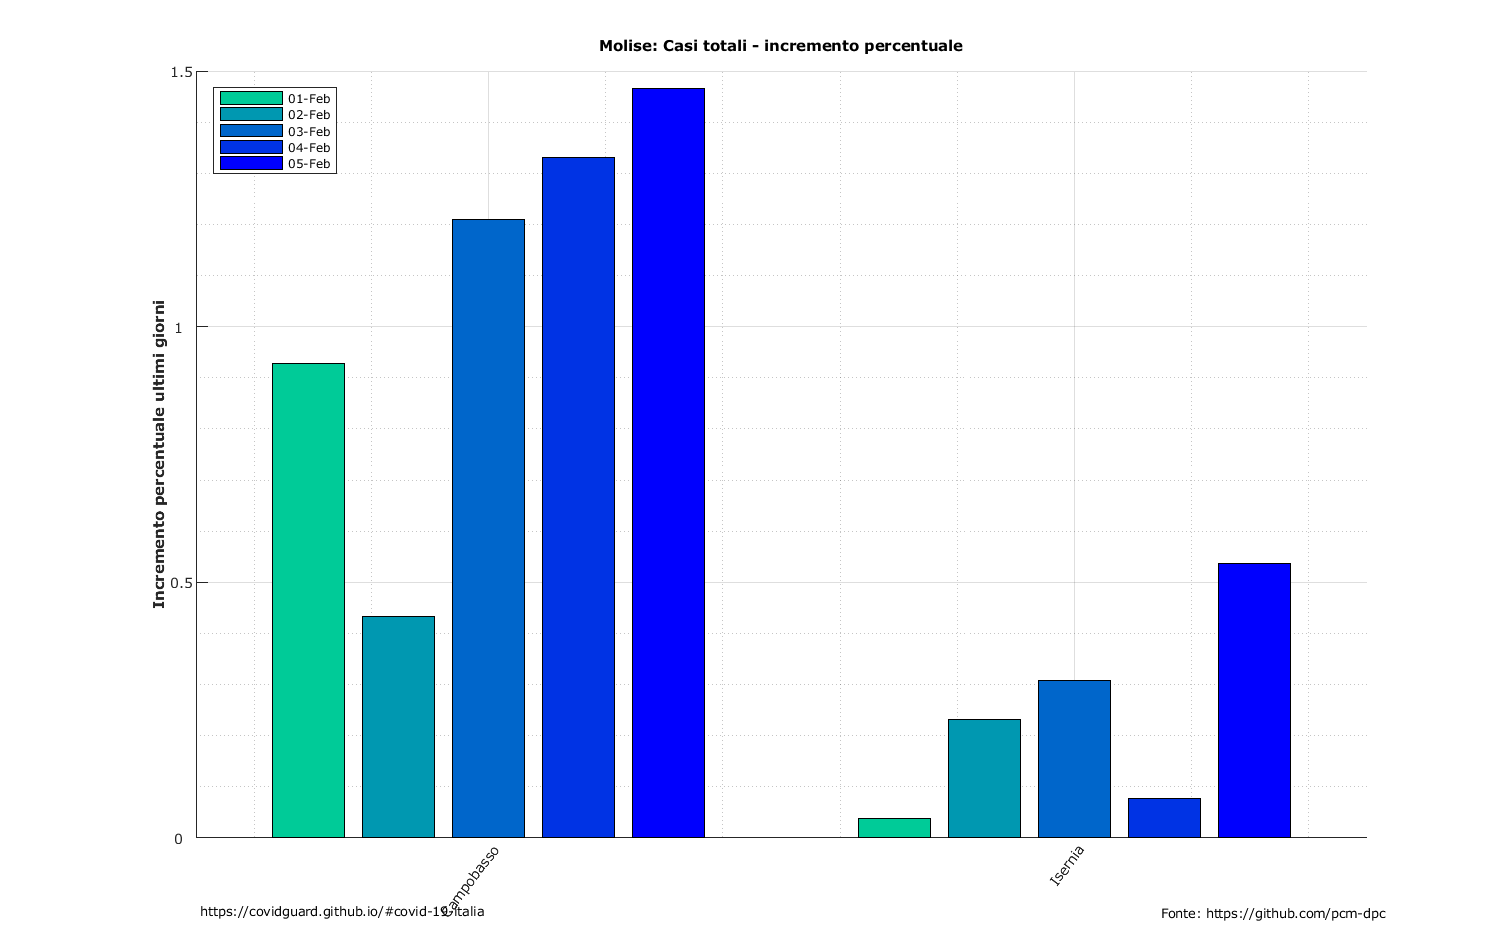 Molise: Casi totali - incremento percentuale
1.5
01-Feb
02-Feb
03-Feb
04-Feb
05-Feb
1
Incremento percentuale ultimi giorni
0.5
0
Campobasso
Isernia
https://covidguard.github.io/#covid-19-italia
Fonte: https://github.com/pcm-dpc